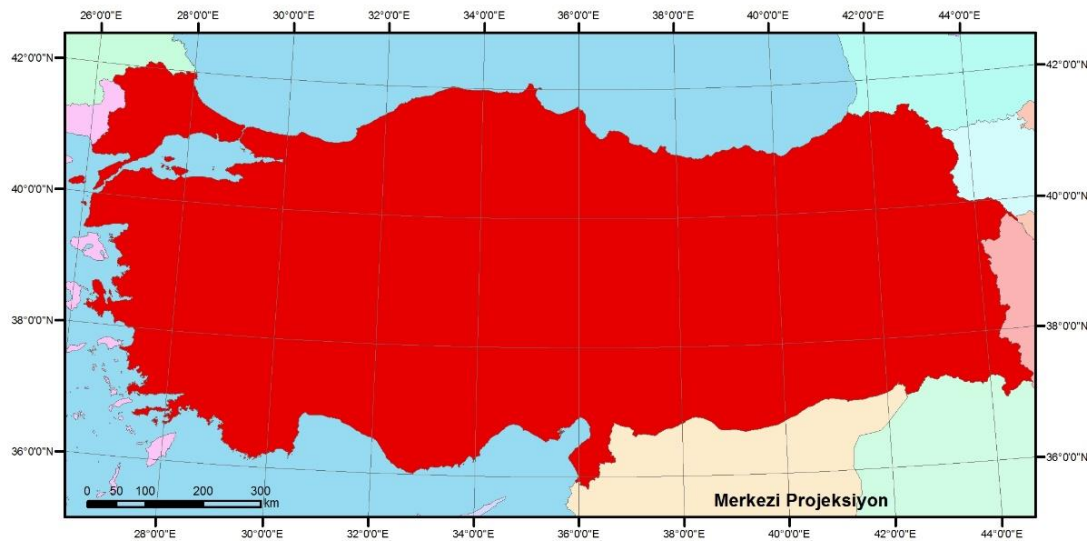 26°0'0"E 28°0'0"E 30°0'0"E 32°0'0"E 34°0'0"E 36°0'0"E 38°0'0"E 40°0'0"E 42°0'0"E 44°0'0"E
42°0'0"N 42°0'0"N
40°0'0"N 40°0'0"N
38°0'0"N 38°0'0"N
36°0'0"N 36°0'0"N
0 50 100 200 300
km
Merkezi Projeksiyon
28°0'0"E 30°0'0"E 32°0'0"E 34°0'0"E 36°0'0"E 38°0'0"E 40°0'0"E 42°0'0"E 44°0'0"E